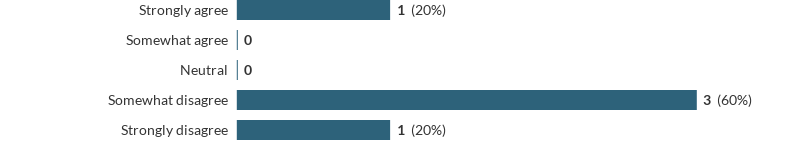 Strongly agree 1 (20%)
Somewhat agree 0
Neutral 0
Somewhat disagree 3 (60%)
Strongly disagree 1 (20%)